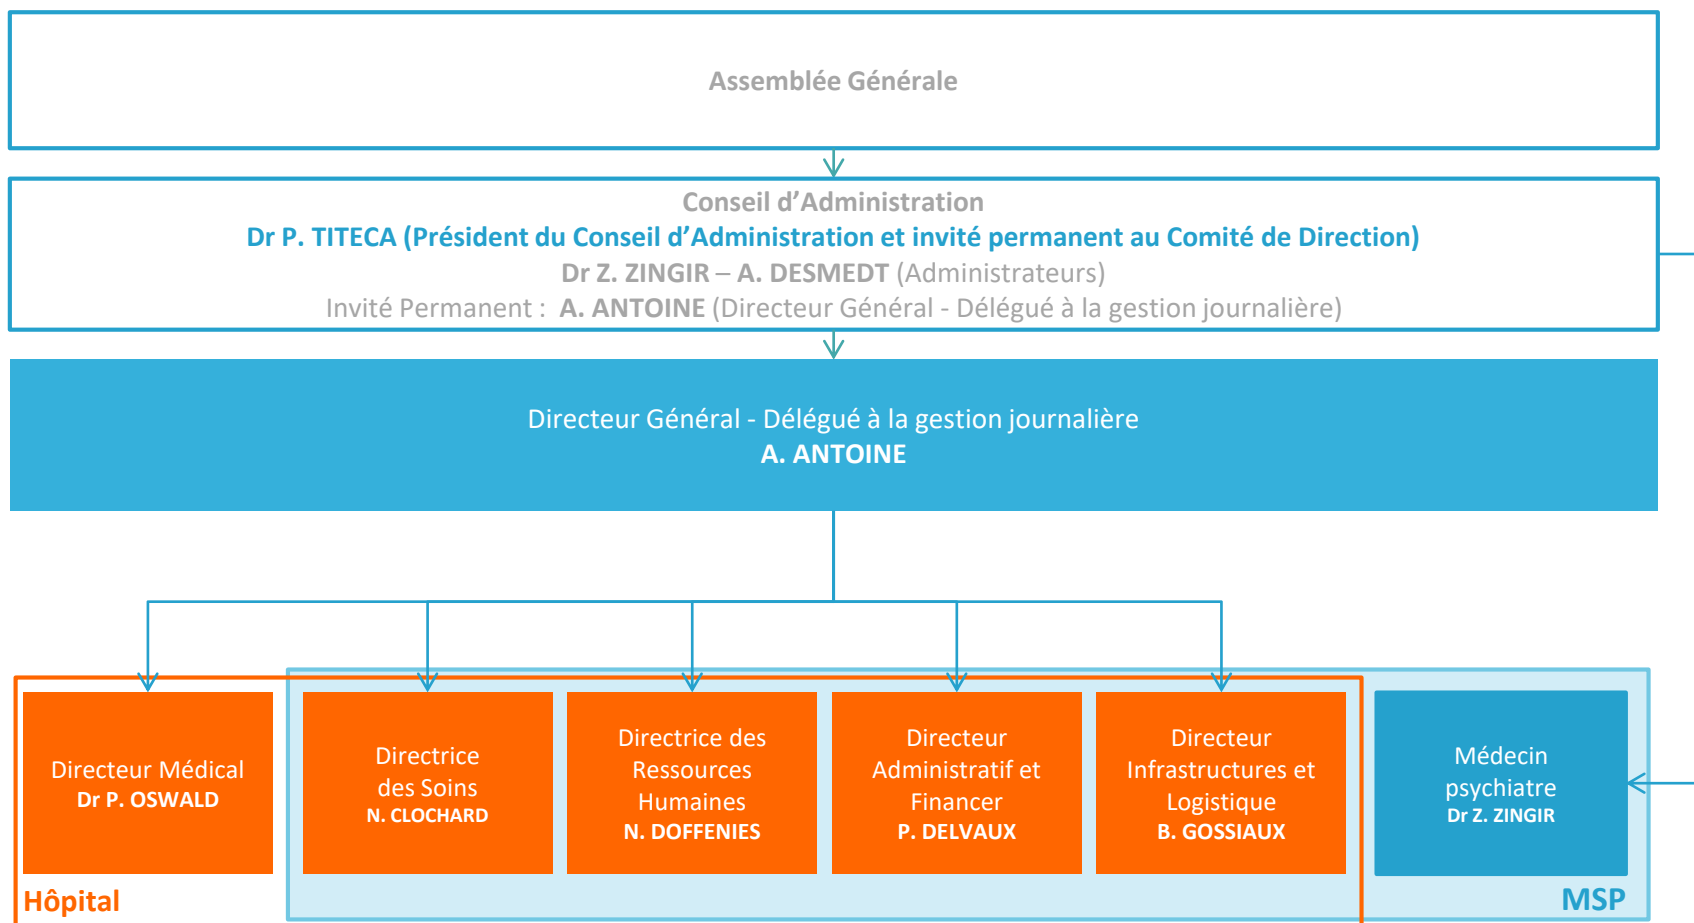 Assemblée Générale
Conseil d’Administration
Dr P. TITECA (Président du Conseil d’Administration et invité permanent au Comité de Direction)
Dr Z. ZINGIR – A. DESMEDT (Administrateurs)
Invité Permanent : A. ANTOINE (Directeur Général - Délégué à la gestion journalière)
Directeur Général - Délégué à la gestion journalière
A. ANTOINE
Directeur Médical
Dr P. OSWALD
Directrice
des Soins
N. CLOCHARD
Directrice des
Ressources
Humaines
N. DOFFENIES
Directeur
Administratif et
Financer
P. DELVAUX
Directeur
Infrastructures et
Logistique
B. GOSSIAUX
Médecin
psychiatre
Dr Z. ZINGIR
Hôpital
MSP